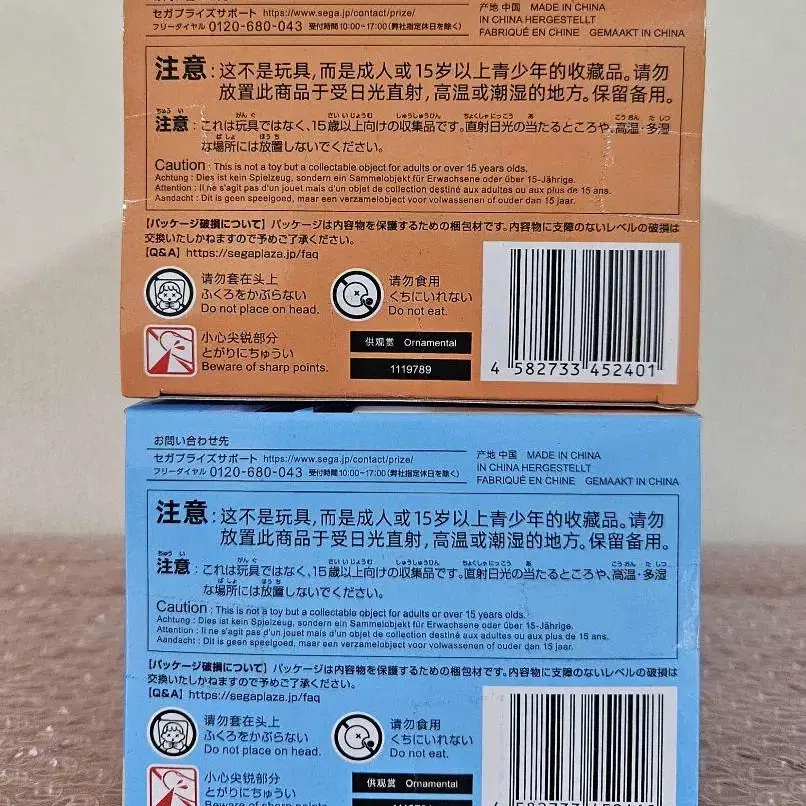 セガプライズサポート https://www.sega.jp/contact/prize/
フリーダイヤル 0120-680-043 受付時間10:00~17:00(弊社指定休日を除く)
产地 中国 MADE IN CHINA
IN CHINA HERGESTELLT
FABRIQUÉ EN CHINE GEMAAKT IN CHINA
注意:这不是玩具,而是成人或15岁以上青少年的收藏品。请勿
放置此商品于受日光直射,高温或潮湿的地方。保留备用。
注意:これは玩具ではなく、15歳以上向けの収集品です。直射日光の当たるところや、高温・多湿
な場所には放置しないでください。
Caution : This is not a toy but a collectable object for adults or over 15 years old.
Achtung : Dies ist kein Spielzeug, sondern ein Sammelobjekt für Erwachsene oder über 15-Jährige.
Attention : Il ne s'agit pas d'un jouet mais d'un objet de collection destiné aux adultes ou aux plus de 15 ans.
Aandacht : Dit is geen speelgoed, maar een verzamelobject voor volwassenen of ouder dan 15 jaar.
【パッケージ破損について】パッケージは内容物を保護するための梱包材です。内容物に支障のないレベルの破損は
交換いたしかねますので予めご了承ください。
【Q&A】https://segaplaza.jp/faq
请勿套在头上
ふくろをかぶらない
Do not place on head.
请勿食用
くちにいれない
Do not eat.
小心尖锐部分
とがりにちゅうい
Beware of sharp points.
供观赏 Ornamental
1119789
4 582733 452401
お問い合わせ先
セガプライズサポート https://www.sega.jp/contact/prize/
フリーダイヤル 0120-680-043 受付時間10:00~17:00(弊社指定休日を除く)
产地 中国 MADE IN CHINA
IN CHINA HERGESTELLT
FABRIQUÉ EN CHINE GEMAAKT IN CHINA
注意:这不是玩具,而是成人或15岁以上青少年的收藏品。请勿
放置此商品于受日光直射,高温或潮湿的地方。保留备用。
注意:これは玩具ではなく、15歳以上向けの収集品です。直射日光の当たるところや、高温・多湿
な場所には放置しないでください。
Caution : This is not a toy but a collectable object for adults or over 15 years old.
Achtung : Dies ist kein Spielzeug, sondern ein Sammelobjekt für Erwachsene oder über 15-Jährige.
Attention : Il ne s'agit pas d'un jouet mais d'un objet de collection destiné aux adultes ou aux plus de 15 ans.
Aandacht : Dit is geen speelgoed, maar een verzamelobject voor volwassenen of ouder dan 15 jaar.
【パッケージ破損について】パッケージは内容物を保護するための梱包材です。内容物に支障のないレベルの破損は
交換いたしかねますので予めご了承ください。
【Q&A】https://segaplaza.jp/faq
请勿套在头上
ふくろをかぶらない
Do not place on head.
请勿食用
くちにいれない
Do not eat.
小心尖锐部分
とがりにちゅうい
Beware of sharp points.
供观赏 Ornamental